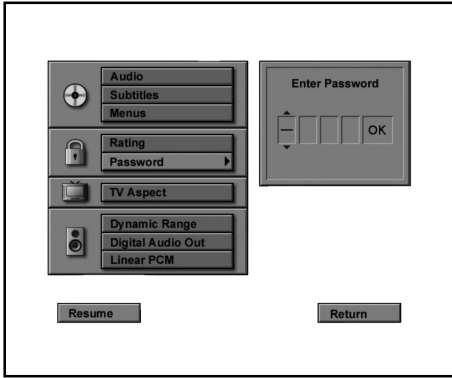 Audio
Subtitles
Menus
Rating
Password
TV Aspect
Dynamic Range
Digital Audio Out
Linear PCM
Enter Password
OK
Resume
Return